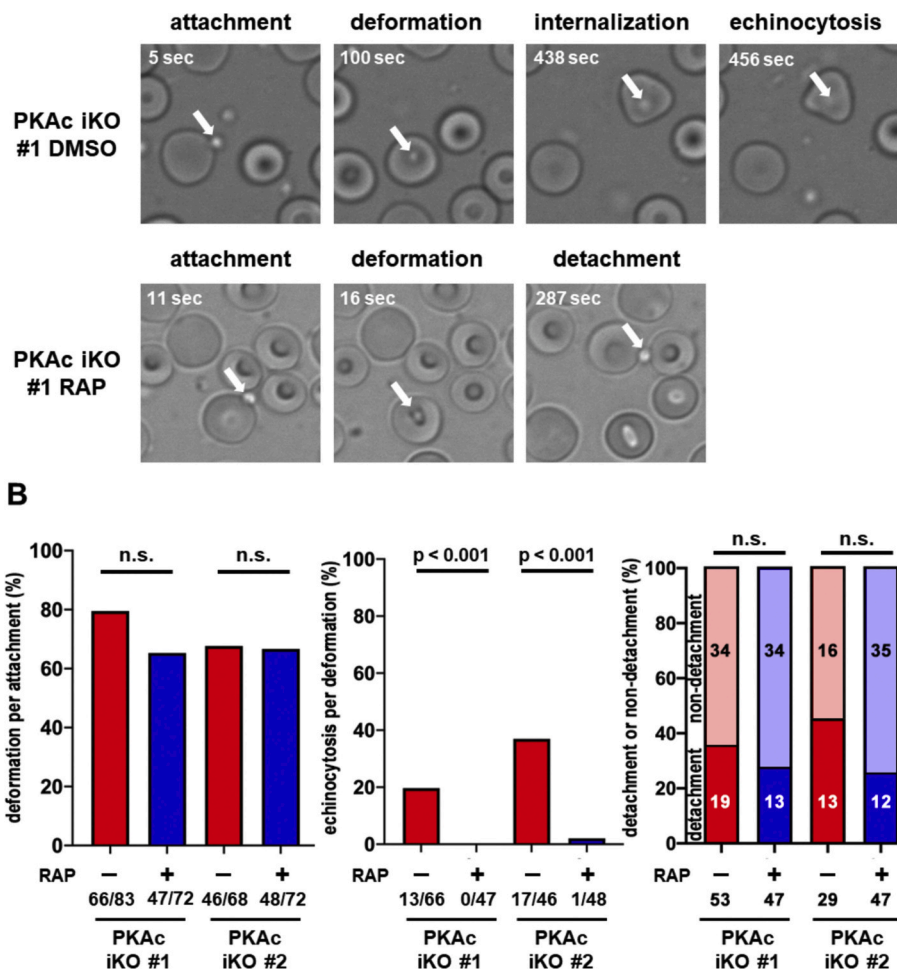 attachment deformation internalization echinocytosis
5 sec 100 sec 438 sec 456 sec
PKAc iKO
#1 DMSO
attachment deformation detachment
11 sec 16 sec 287 sec
PKAc iKO
#1 RAP
B
deformation per attachment (%)
100
80
60
40
20
0
n.s. n.s.
RAP − + − +
66/83 47/72 46/68 48/72
PKAc PKAc
iKO #1 iKO #2
echinocytosis per deformation (%)
100
80
60
40
20
0
p < 0.001 p < 0.001
− + − +
13/66 0/47 17/46 1/48
PKAc PKAc
iKO #1 iKO #2
detachment or non-detachment (%)
100
80
60
40
20
0
detachment non-detachment
n.s. n.s.
34 34 16 35
19 13 13 12
RAP − + − +
53 47 29 47
PKAc PKAc
iKO #1 iKO #2